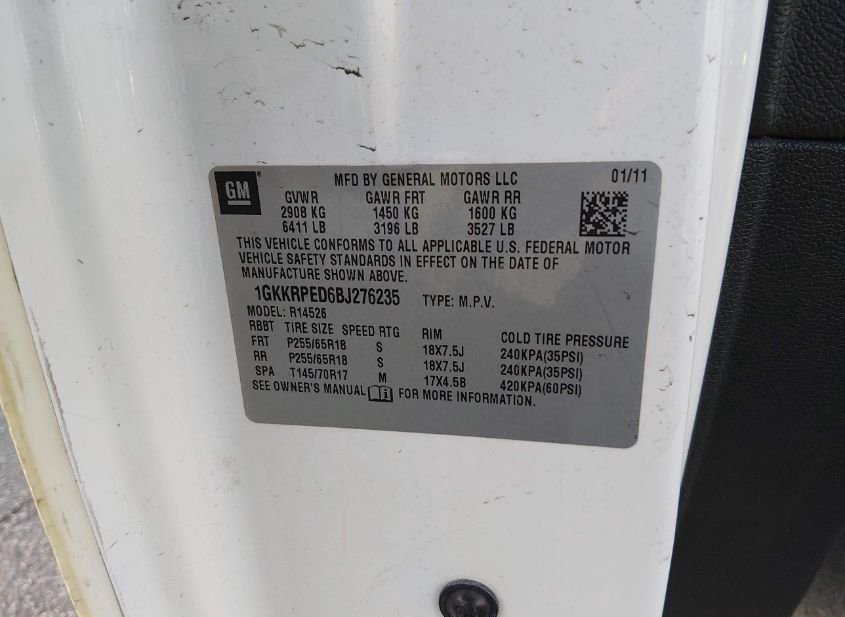 GM ® MFD BY GENERAL MOTORS LLC 01/11
GVWR GAWR FRT GAWR RR
2908 KG 1450 KG 1600 KG
6411 LB 3196 LB 3527 LB
THIS VEHICLE CONFORMS TO ALL APPLICABLE U.S. FEDERAL MOTOR
VEHICLE SAFETY STANDARDS IN EFFECT ON THE DATE OF
MANUFACTURE SHOWN ABOVE.
1GKKRPED6BJ276235 TYPE: M.P.V.
MODEL: R14526
RBBT TIRE SIZE SPEED RTG RIM COLD TIRE PRESSURE
FRT P255/65R18 S 18X7.5J 240KPA(35PSI)
RR P255/65R18 S 18X7.5J 240KPA(35PSI)
SPA T145/70R17 M 17X4.5B 420KPA(60PSI)
SEE OWNER'S MANUAL i FOR MORE INFORMATION.